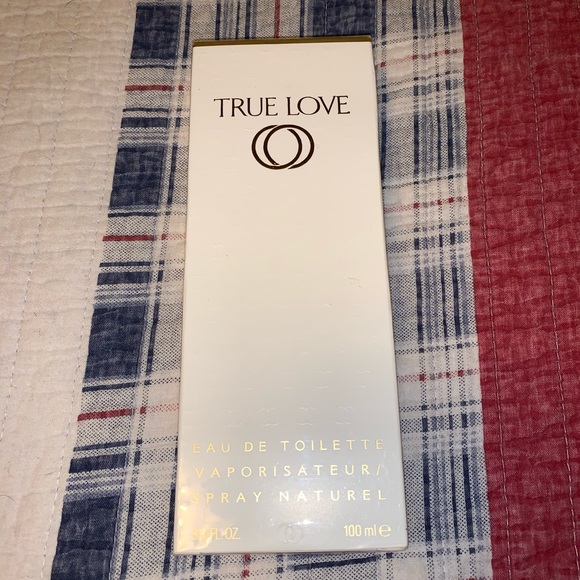 TRUE LOVE
EAU DE TOILETTE
VAPORISATEUR/
SPRAY NATUREL
FL.OZ. 100 ml e